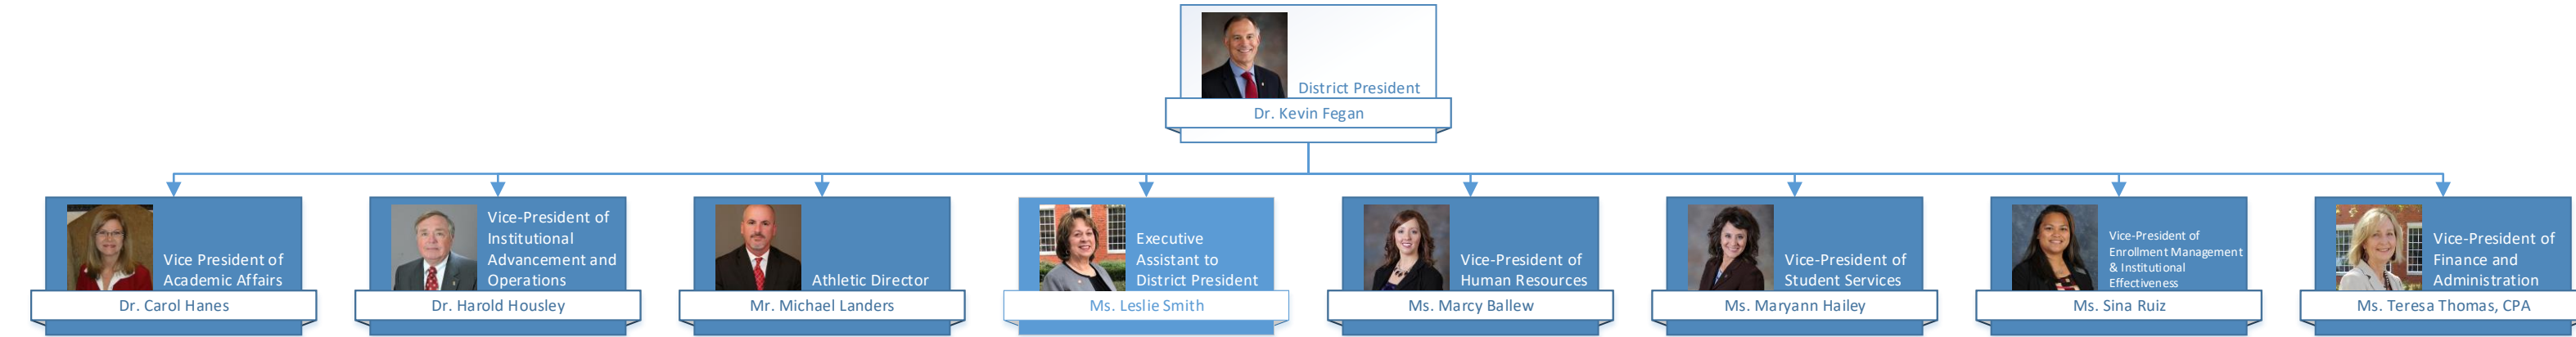 District President
Dr. Kevin Fegan
Vice President of
Academic Affairs
Dr. Carol Hanes
Vice-President of
Institutional
Advancement and
Operations
Dr. Harold Housley
Athletic Director
Mr. Michael Landers
Executive
Assistant to
District President
Ms. Leslie Smith
Vice-President of
Human Resources
Ms. Marcy Ballew
Vice-President of
Student Services
Ms. Maryann Hailey
Vice-President of
Enrollment Management
& Institutional
Effectiveness
Ms. Sina Ruiz
Vice-President of
Finance and
Administration
Ms. Teresa Thomas, CPA